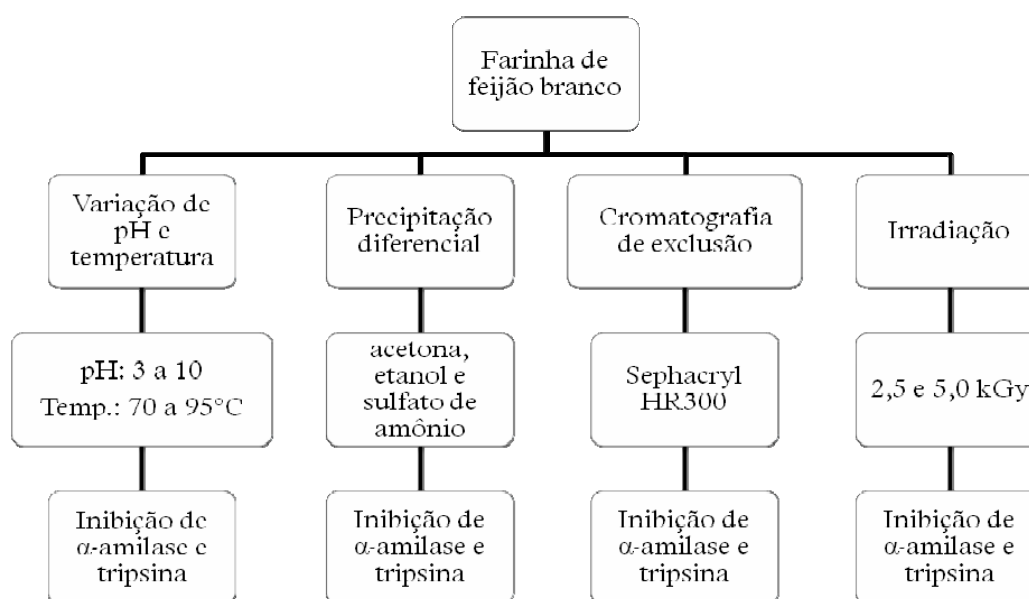 Farinha de
feijão branco
Variação de
pH e
temperatura
Precipitação
diferencial
Cromatografia
de exclusão
Irradiação
pH: 3 a 10
Temp.: 70 a 95°C
acetona,
etanol e
sulfato de
amônio
Sephacryl
HR300
2,5 e 5,0 kGy
Inibição de
α-amilase e
tripsina
Inibição de
α-amilase e
tripsina
Inibição de
α-amilase e
tripsina
Inibição de
α-amilase e
tripsina